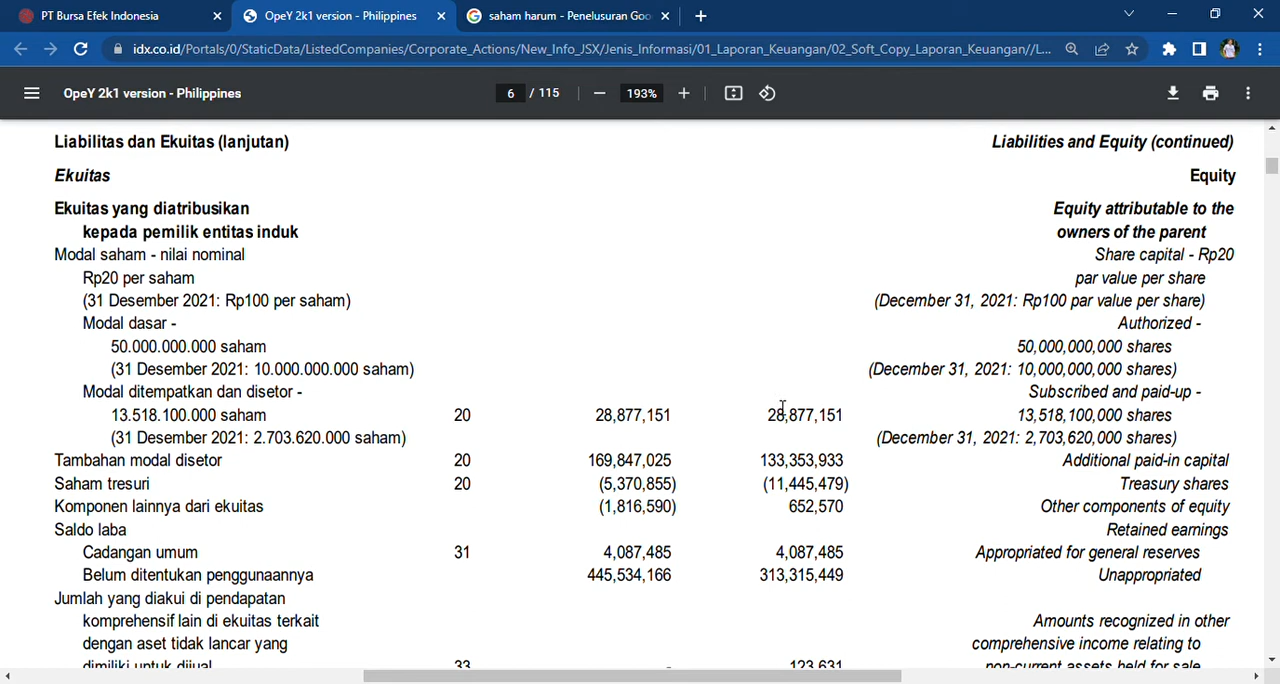 PT Bursa Efek Indonesia
OpeY 2k1 version - Philippines
saham harum - Penelusuran Goo
idx.co.id/Portals/0/StaticData/ListedCompanies/Corporate_Actions/New_Info_JSX/Jenis_Informasi/01_Laporan_Keuangan/02_Soft_Copy_Laporan_Keuangan//L...
OpeY 2k1 version - Philippines 6 / 115 193%
Liabilitas dan Ekuitas (lanjutan) Liabilities and Equity (continued)
Ekuitas Equity
Ekuitas yang diatribusikan Equity attributable to the
kepada pemilik entitas induk owners of the parent
Modal saham - nilai nominal Share capital - Rp20
Rp20 per saham par value per share
(31 Desember 2021: Rp100 per saham) (December 31, 2021: Rp100 par value per share)
Modal dasar - Authorized -
50.000.000.000 saham 50,000,000,000 shares
(31 Desember 2021: 10.000.000.000 saham) (December 31, 2021: 10,000,000,000 shares)
Modal ditempatkan dan disetor - Subscribed and paid-up -
13.518.100.000 saham 20 28,877,151 28,877,151 13,518,100,000 shares
(31 Desember 2021: 2.703.620.000 saham) (December 31, 2021: 2,703,620,000 shares)
Tambahan modal disetor 20 169,847,025 133,353,933 Additional paid-in capital
Saham tresuri 20 (5,370,855) (11,445,479) Treasury shares
Komponen lainnya dari ekuitas (1,816,590) 652,570 Other components of equity
Saldo laba Retained earnings
Cadangan umum 31 4,087,485 4,087,485 Appropriated for general reserves
Belum ditentukan penggunaannya 445,534,166 313,315,449 Unappropriated
Jumlah yang diakui di pendapatan
komprehensif lain di ekuitas terkait Amounts recognized in other
dengan aset tidak lancar yang comprehensive income relating to
dimiliki untuk dijual 33 - 123,631 non-current assets held for sale